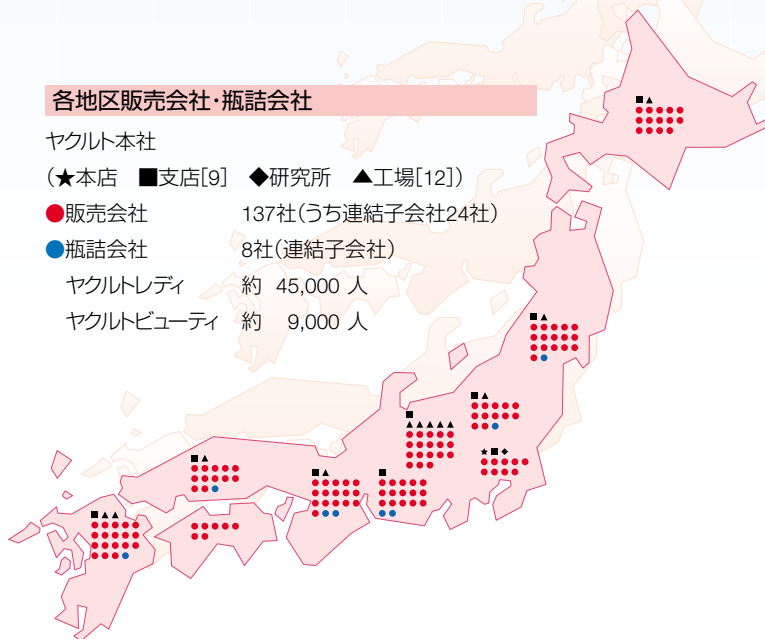 各地区販売会社・瓶詰会社
ヤクルト本社
(★本店 ■支店[9] ◆研究所 ▲工場[12])
●販売会社 137社(うち連結子会社24社)
●瓶詰会社 8社(連結子会社)
ヤクルトレディ 約 45,000 人
ヤクルトビューティ 約 9,000 人